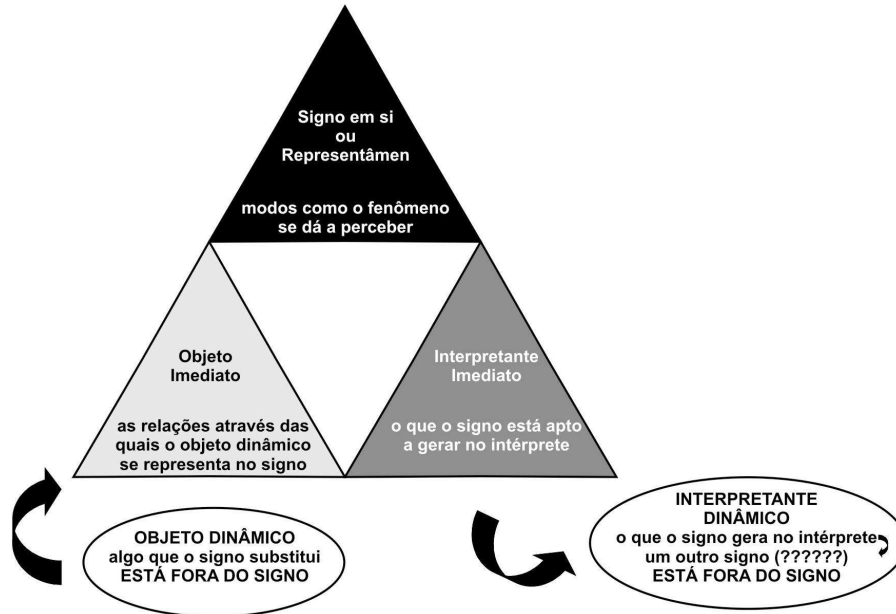 Signo em si
ou
Representâmen
modos como o fenômeno
se dá a perceber
Objeto
Imediato
as relações através das
quais o objeto dinâmico
se representa no signo
Interpretante
Imediato
o que o signo está apto
a gerar no intérprete
OBJETO DINÂMICO
algo que o signo substitui
ESTÁ FORA DO SIGNO
INTERPRETANTE
DINÂMICO
o que o signo gera no intérprete
um outro signo (??????)
ESTÁ FORA DO SIGNO